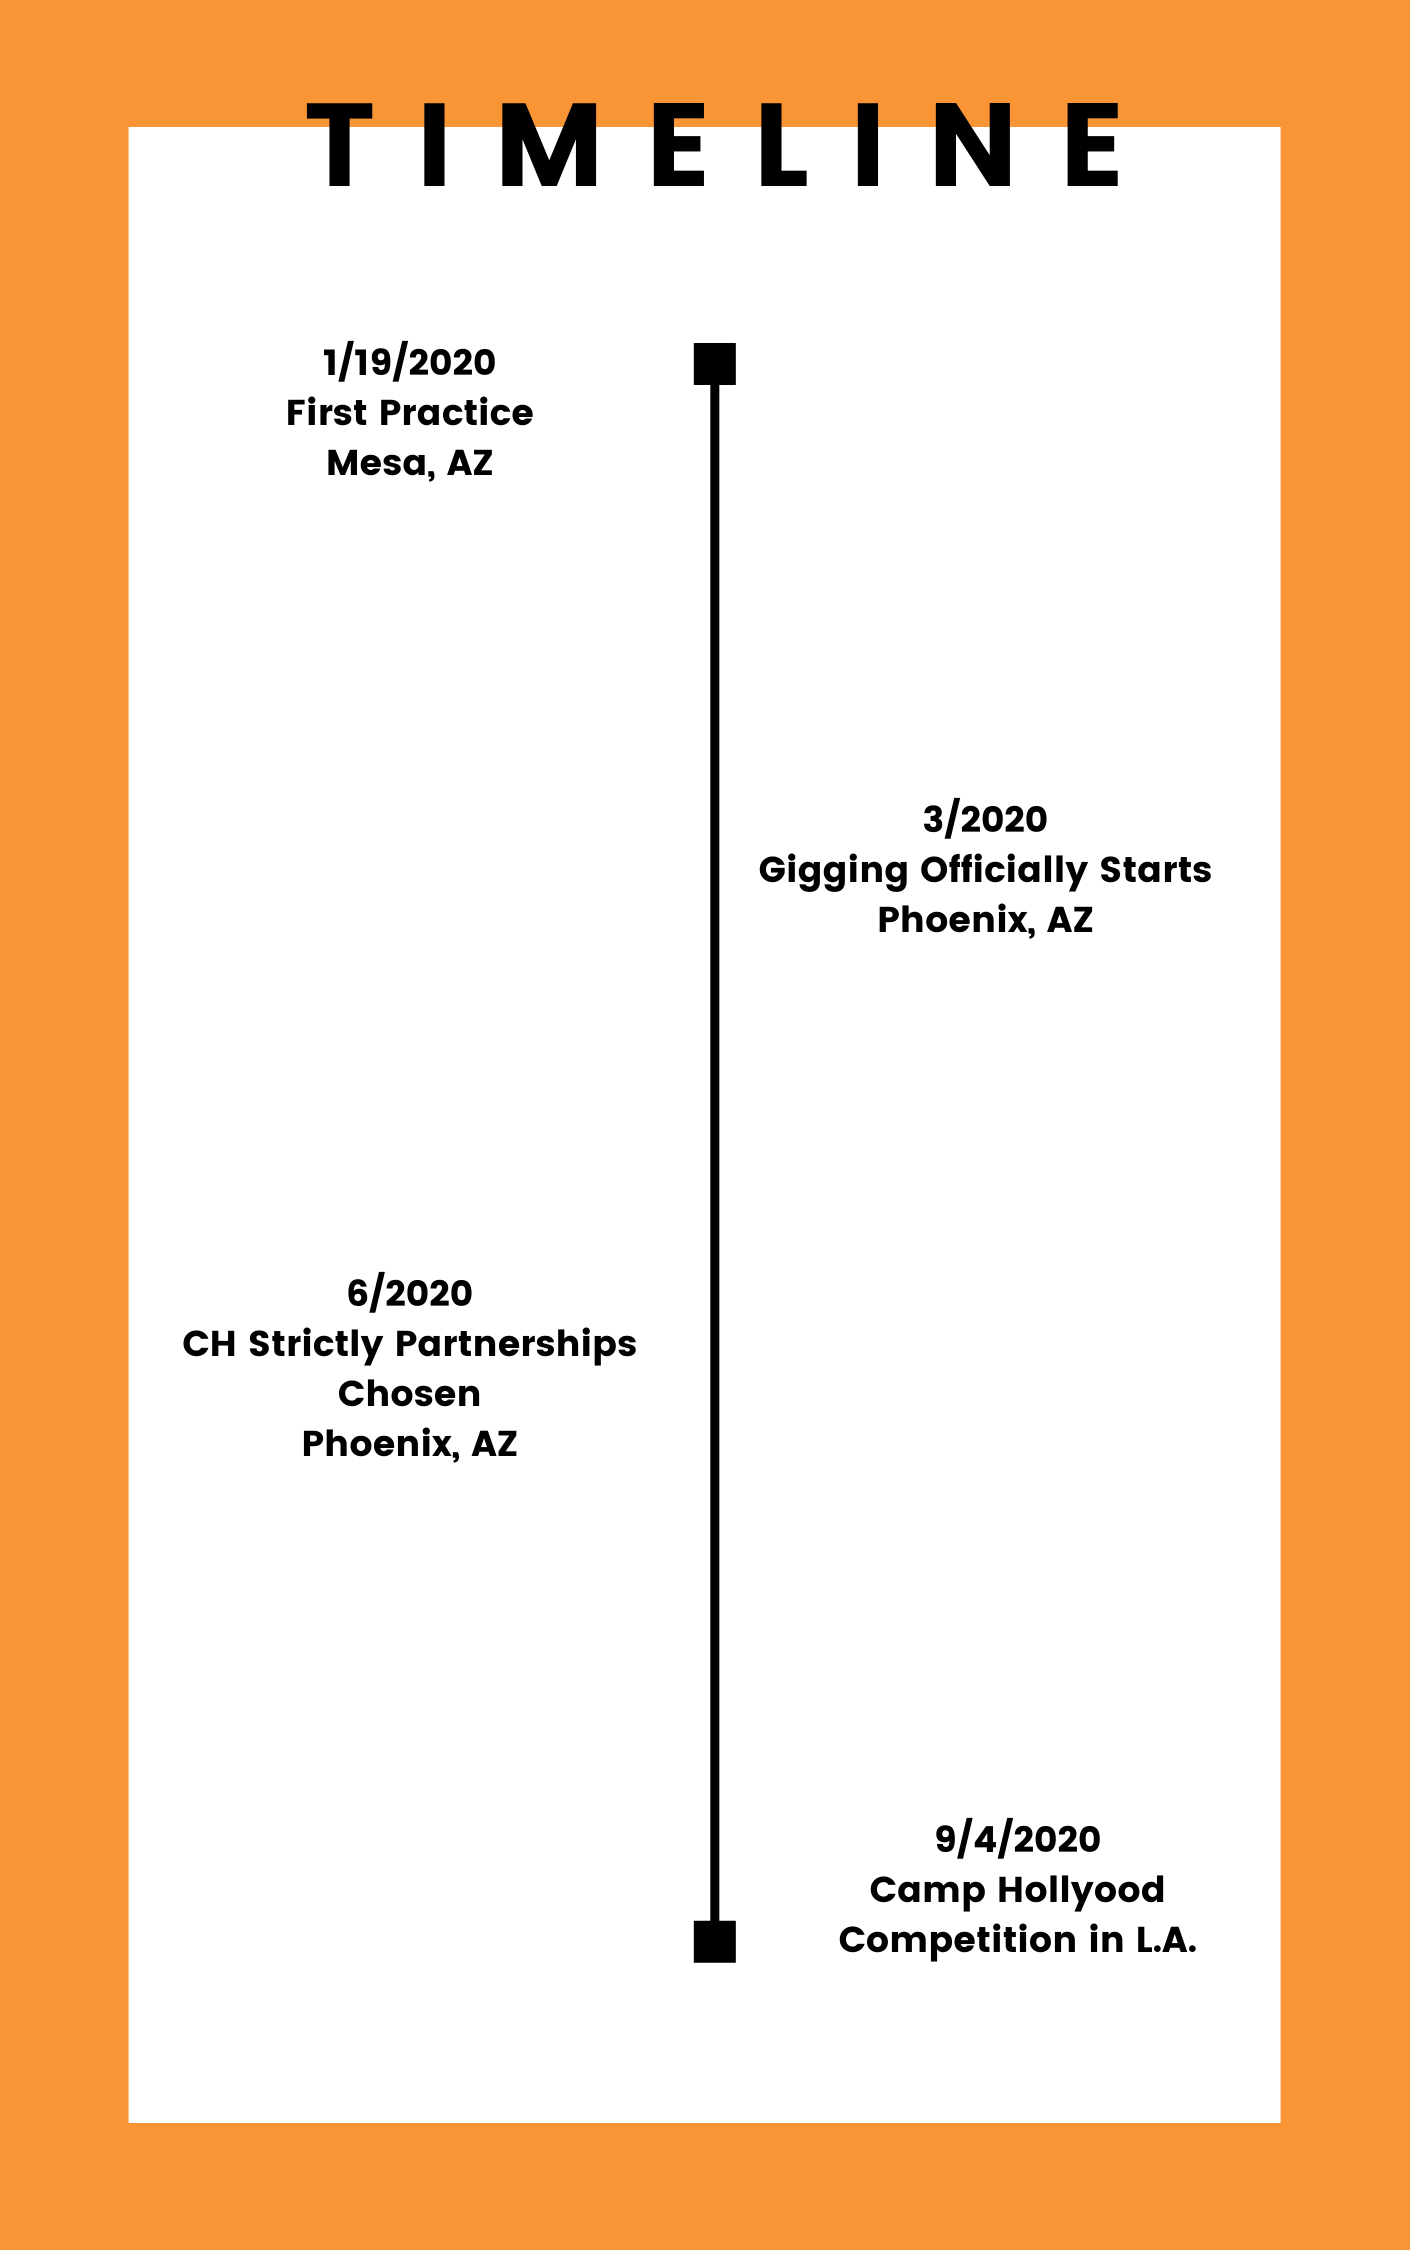 TIMELINE
1/19/2020
First Practice
Mesa, AZ
3/2020
Gigging Officially Starts
Phoenix, AZ
6/2020
CH Strictly Partnerships
Chosen
Phoenix, AZ
9/4/2020
Camp Hollyood
Competition in L.A.